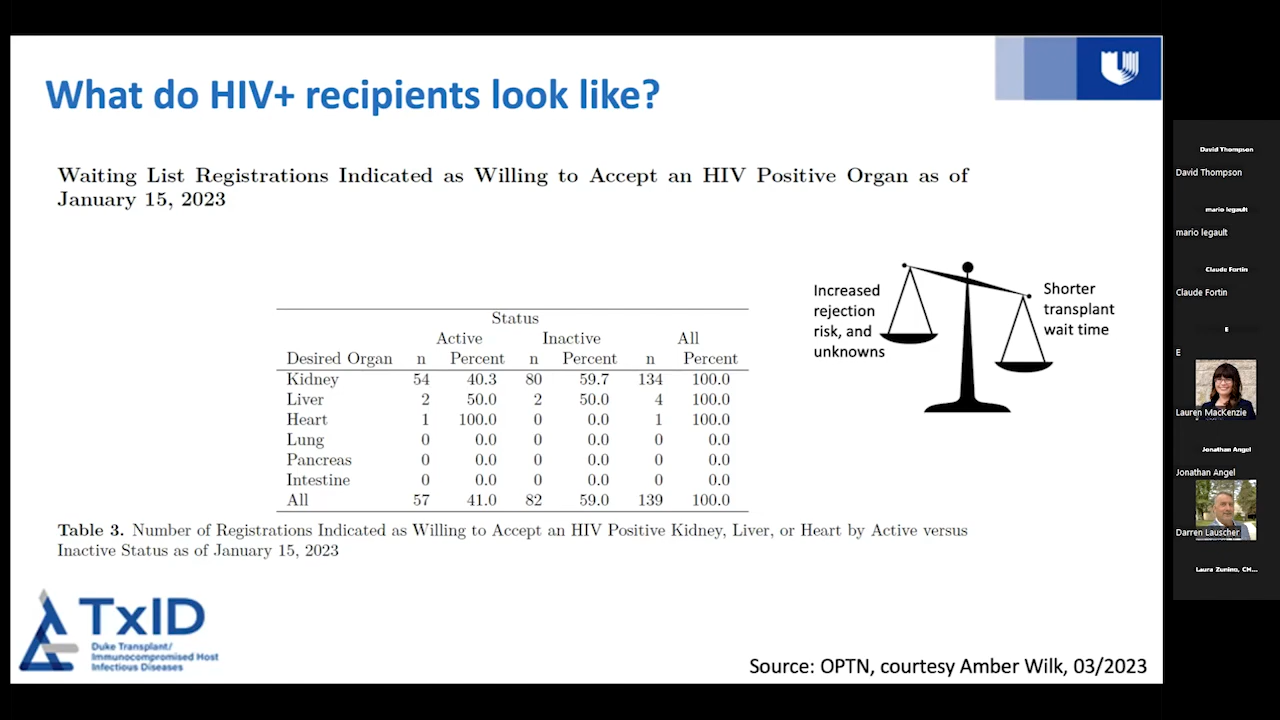 What do HIV+ recipients look like?
Waiting List Registrations Indicated as Willing to Accept an HIV Positive Organ as of
January 15, 2023
Status
Active Inactive All
Desired Organ n Percent n Percent n Percent
Kidney 54 40.3 80 59.7 134 100.0
Liver 2 50.0 2 50.0 4 100.0
Heart 1 100.0 0 0.0 1 100.0
Lung 0 0.0 0 0.0 0 0.0
Pancreas 0 0.0 0 0.0 0 0.0
Intestine 0 0.0 0 0.0 0 0.0
All 57 41.0 82 59.0 139 100.0
Table 3. Number of Registrations Indicated as Willing to Accept an HIV Positive Kidney, Liver, or Heart by Active versus
Inactive Status as of January 15, 2023
Increased
rejection
risk, and
unknowns
Shorter
transplant
wait time
TxID
Duke Transplant/
Immunocompromised Host
Infectious Diseases
Source: OPTN, courtesy Amber Wilk, 03/2023
David Thompson
David Thompson
mario legault
mario legault
Claude Fortin
Claude Fortin
E
E
Lauren MacKenzie
Jonathan Angel
Jonathan Angel
Darren Lauscher
Laura Zunino, CH...